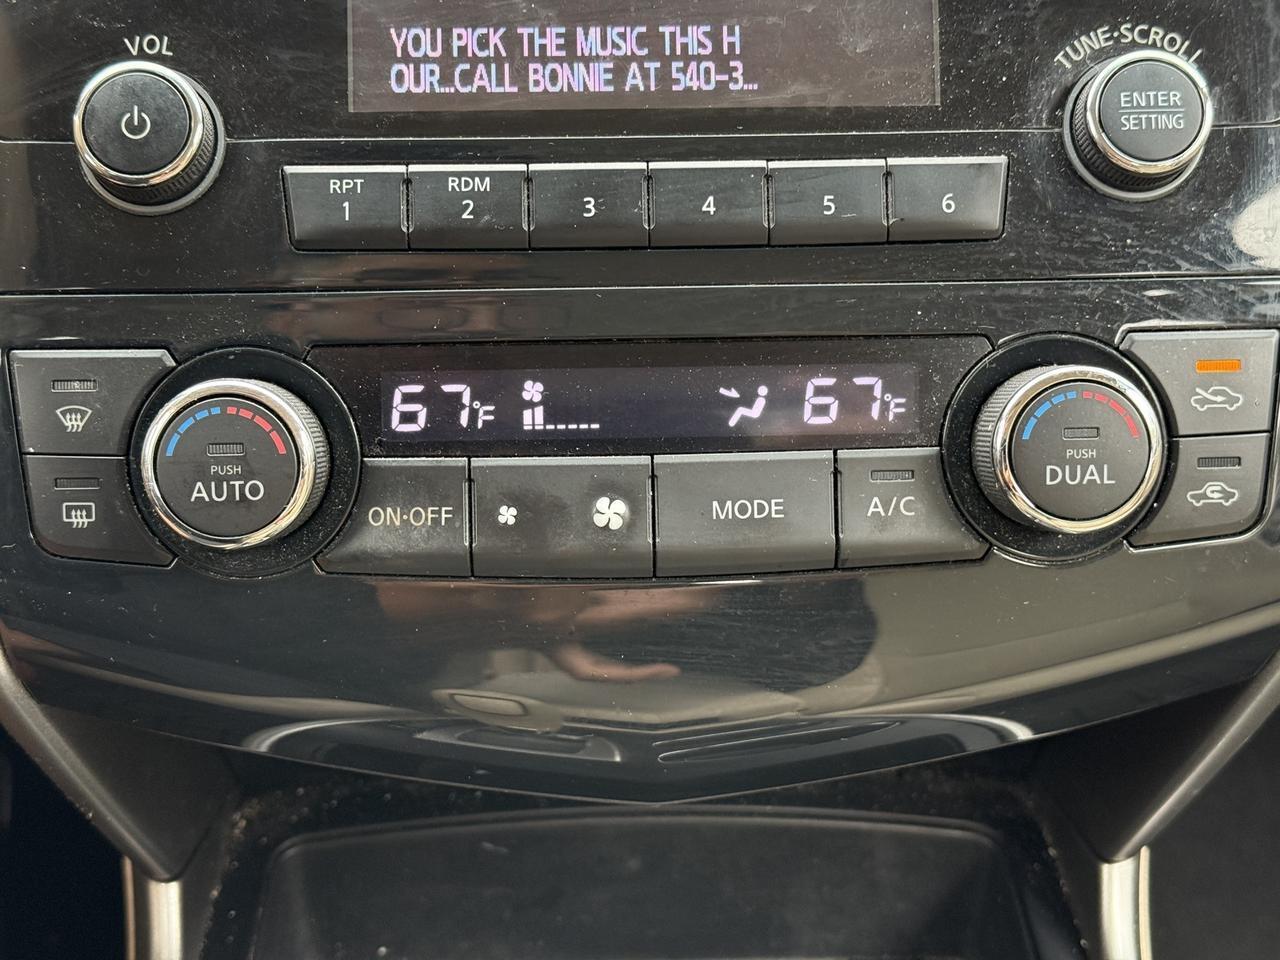 VOL
YOU PICK THE MUSIC THIS H
OUR...CALL BONNIE AT 540-3...
TUNE·SCROLL
ENTER
SETTING
RPT
1
RDM
2
3
4
5
6
67°F
67°F
PUSH
AUTO
ON·OFF
MODE
A/C
PUSH
DUAL